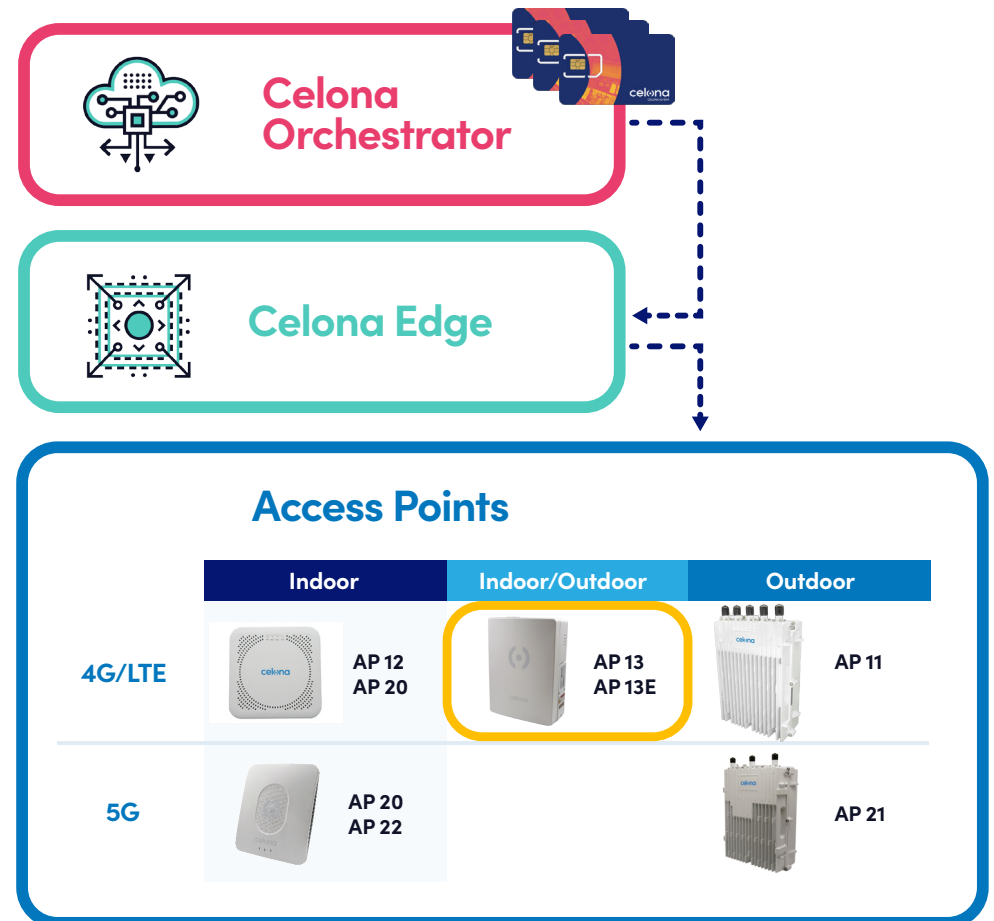 Celona
Orchestrator
celona
Celona Edge
Access Points
Indoor
Indoor/Outdoor
Outdoor
4G/LTE
celona
AP 12
AP 20
AP 13
AP 13E
celona
AP 11
5G
AP 20
AP 22
celona
AP 21